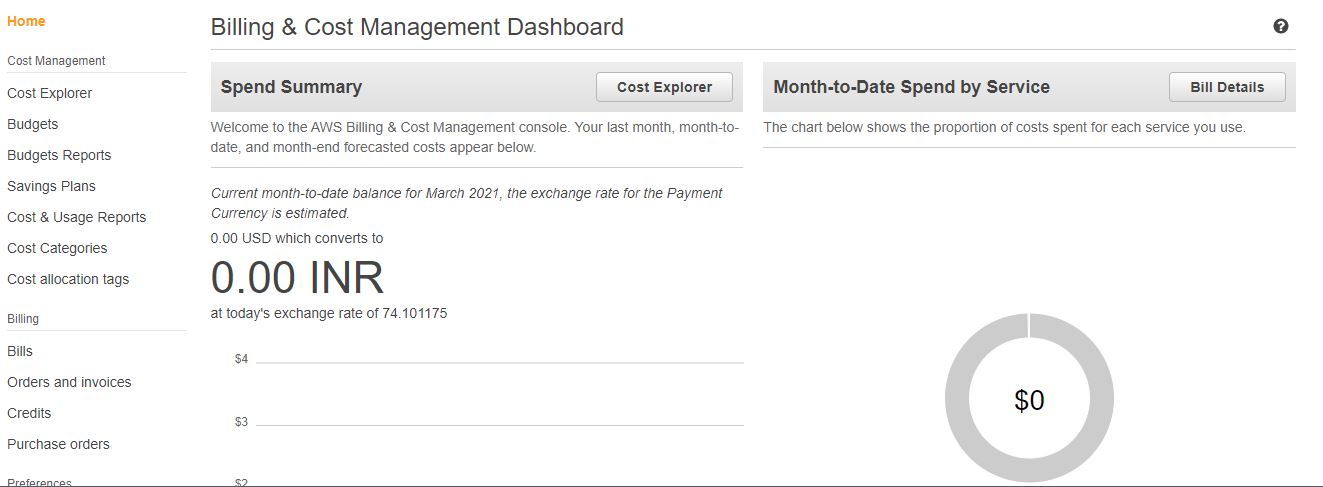 Home
Cost Management
Cost Explorer
Budgets
Budgets Reports
Savings Plans
Cost & Usage Reports
Cost Categories
Cost allocation tags
Billing
Bills
Orders and invoices
Credits
Purchase orders
Preferences
Billing & Cost Management Dashboard
?
Spend Summary
Cost Explorer
Welcome to the AWS Billing & Cost Management console. Your last month, month-to-
date, and month-end forecasted costs appear below.
Current month-to-date balance for March 2021, the exchange rate for the Payment
Currency is estimated.
0.00 USD which converts to
0.00 INR
at today's exchange rate of 74.101175
$4
$3
$2
Month-to-Date Spend by Service
Bill Details
The chart below shows the proportion of costs spent for each service you use.
$0